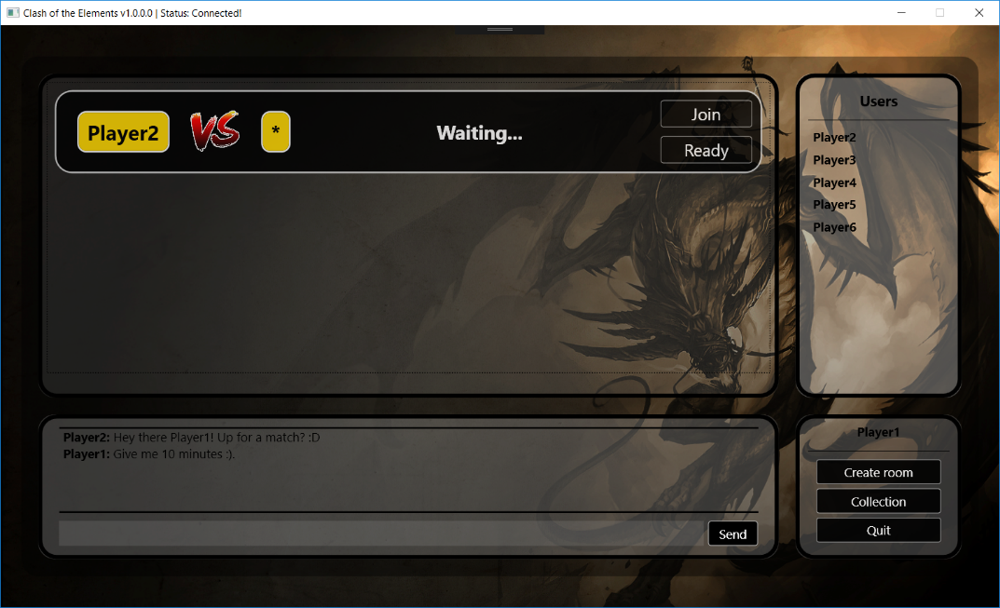 Clash of the Elements v1.0.0.0 | Status: Connected!
Player2 VS * Waiting...
Join
Ready
Users
Player2
Player3
Player4
Player5
Player6
Player2: Hey there Player1! Up for a match? :D
Player1: Give me 10 minutes :).
Send
Player1
Create room
Collection
Quit